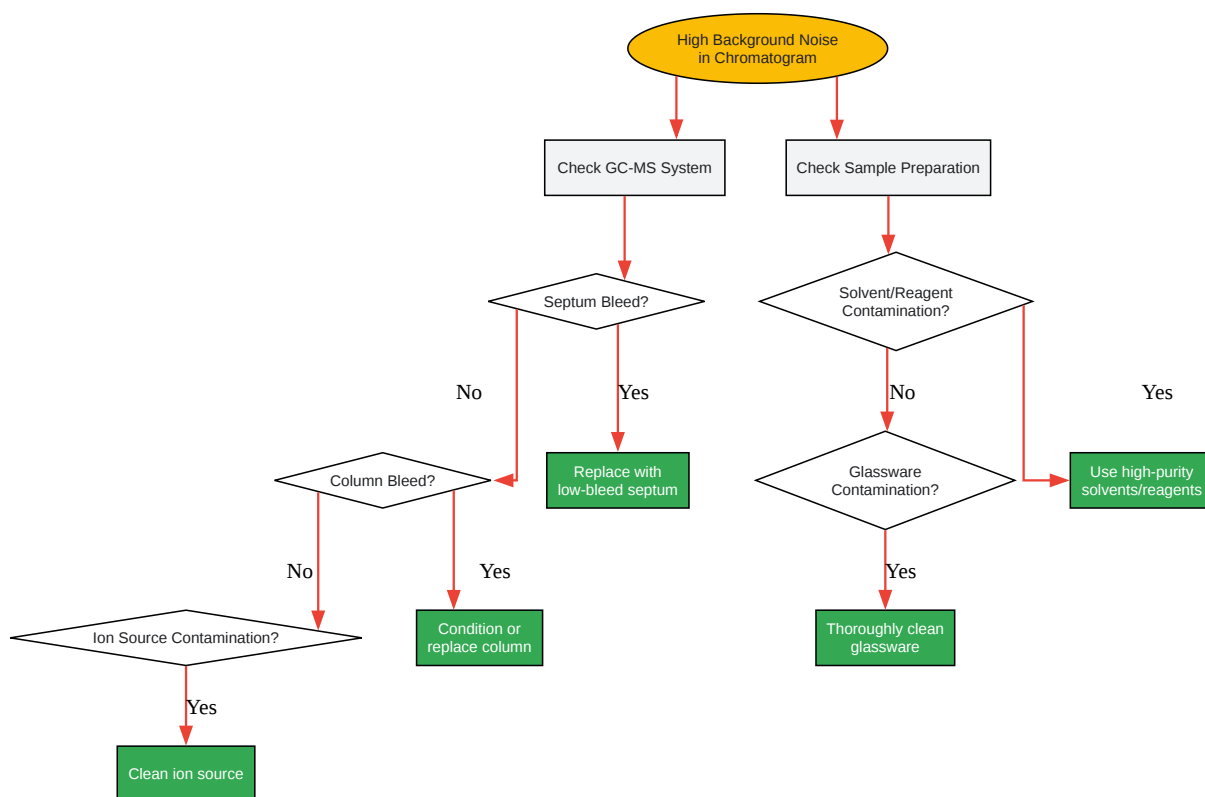 High Background Noise
in Chromatogram
Check GC-MS System
Check Sample Preparation
Septum Bleed?
Solvent/Reagent
Contamination?
No
Yes
No
Yes
Column Bleed?
Replace with
low-bleed septum
Glassware
Contamination?
Use high-purity
solvents/reagents
No
Yes
Yes
Ion Source Contamination?
Condition or
replace column
Thoroughly clean
glassware
Yes
Clean ion source